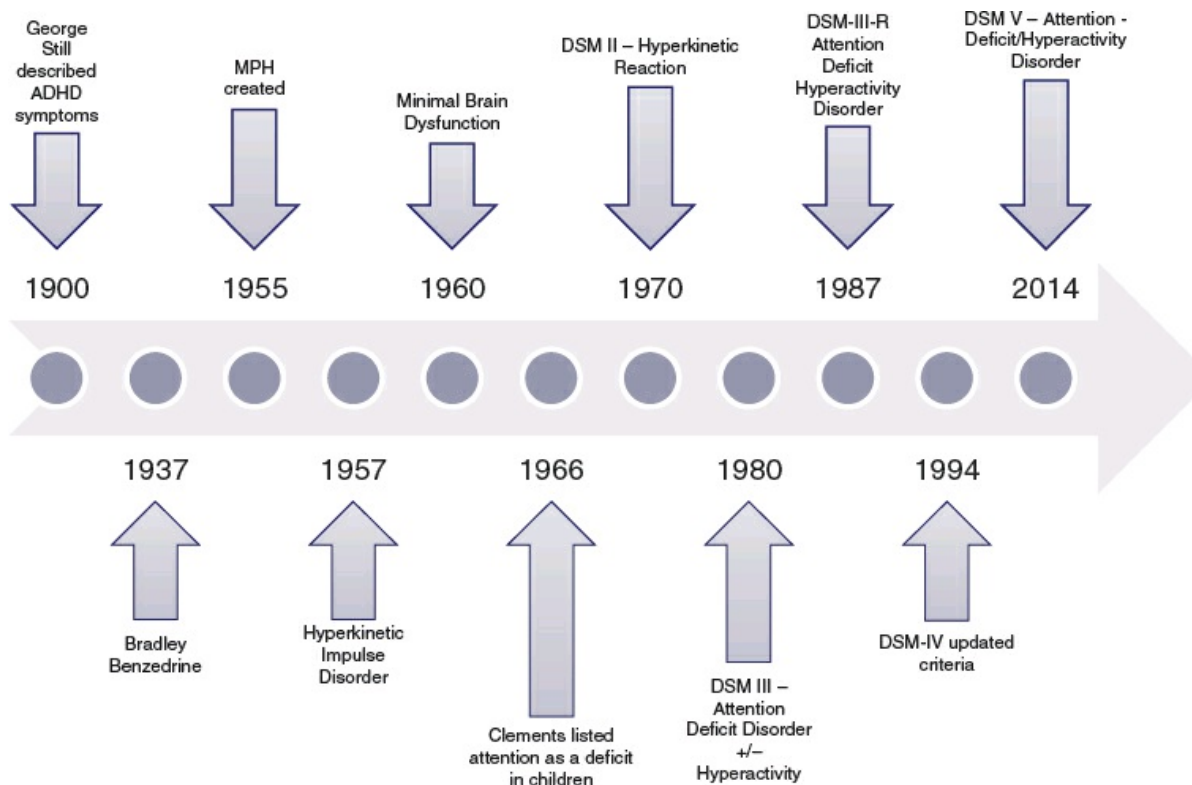 George
Still
described
ADHD
symptoms
MPH
created
Minimal Brain
Dysfunction
DSM II – Hyperkinetic
Reaction
DSM-III-R
Attention
Deficit
Hyperactivity
Disorder
DSM V – Attention -
Deficit/Hyperactivity
Disorder
1900
1955
1960
1970
1987
2014
1937
1957
1966
1980
1994
Bradley
Benzedrine
Hyperkinetic
Impulse
Disorder
Clements listed
attention as a deficit
in children
DSM III –
Attention
Deficit Disorder
+/–
Hyperactivity
DSM-IV updated
criteria